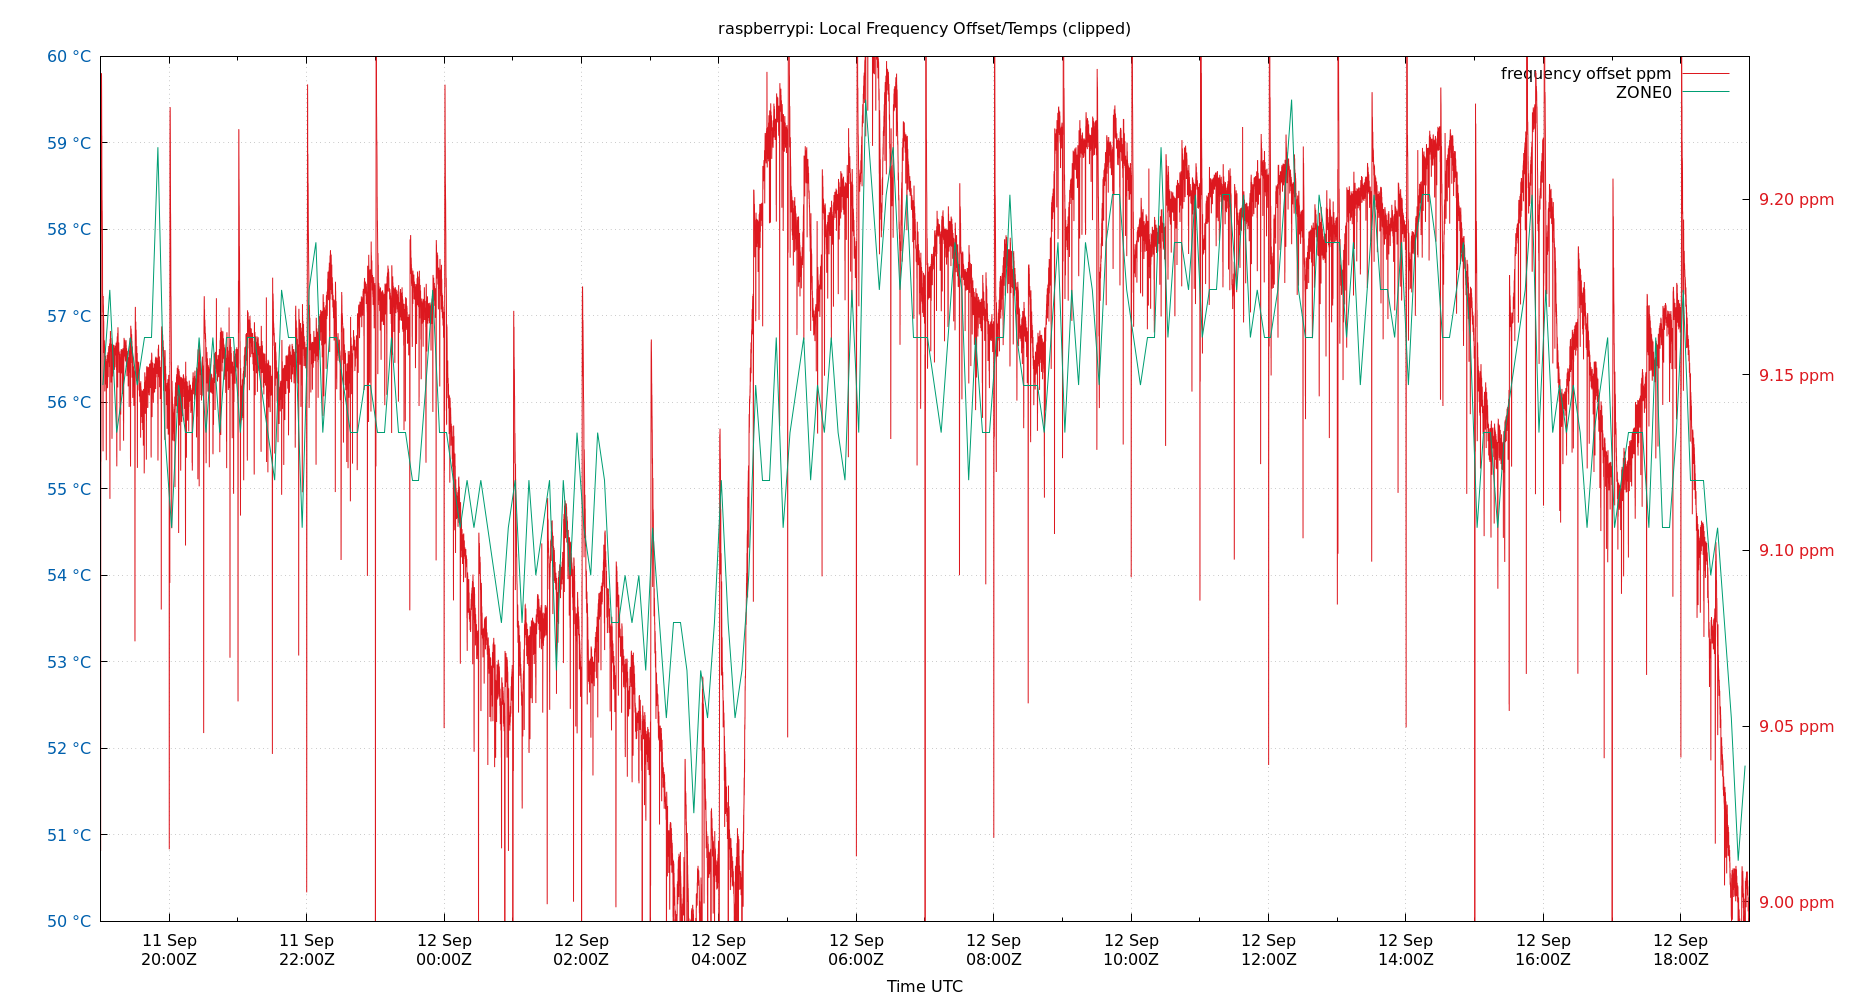 raspberrypi: Local Frequency Offset/Temps (clipped)
60 °C
59 °C
58 °C
57 °C
56 °C
55 °C
54 °C
53 °C
52 °C
51 °C
50 °C
frequency offset ppm
ZONE0
9.20 ppm
9.15 ppm
9.10 ppm
9.05 ppm
9.00 ppm
11 Sep
20:00Z
11 Sep
22:00Z
12 Sep
00:00Z
12 Sep
02:00Z
12 Sep
04:00Z
12 Sep
06:00Z
12 Sep
08:00Z
12 Sep
10:00Z
12 Sep
12:00Z
12 Sep
14:00Z
12 Sep
16:00Z
12 Sep
18:00Z
Time UTC